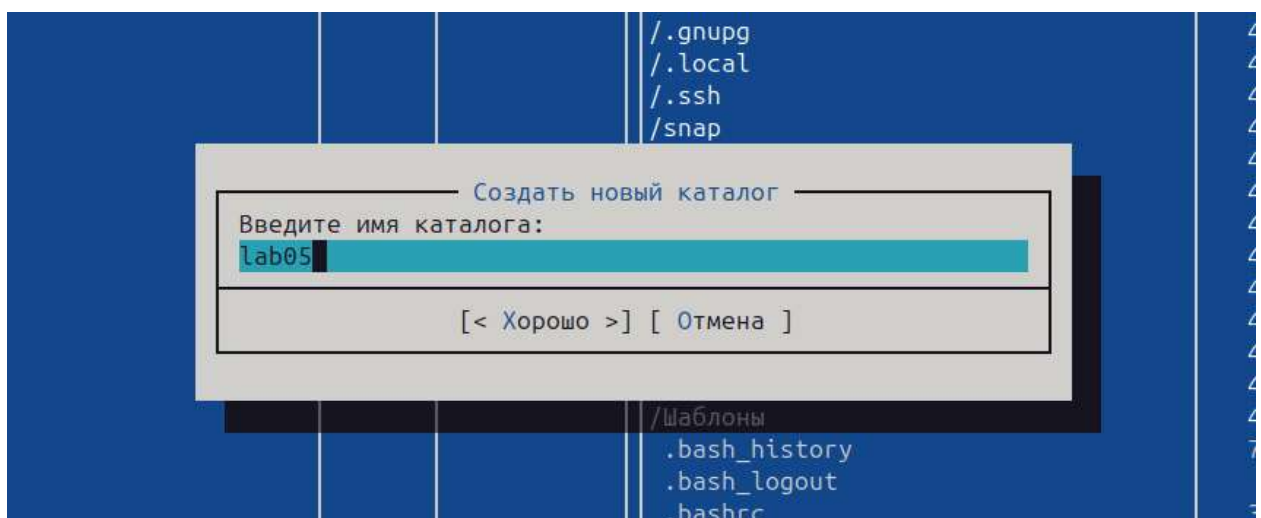 /.gnupg
/.local
/.ssh
/snap
Создать новый каталог
Введите имя каталога:
lab05
[< Хорошо >] [ Отмена ]
/Шаблоны
.bash_history
.bash_logout
.bashrc